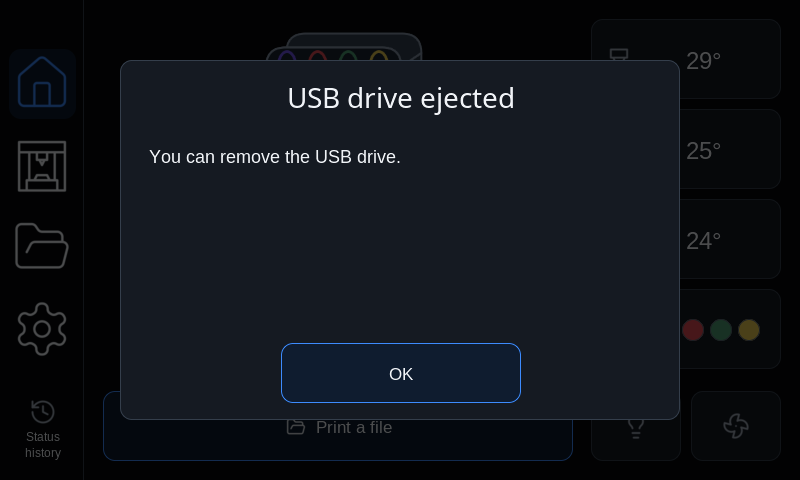 29°
USB drive ejected
You can remove the USB drive.
25°
24°
OK
Print a file
Status
history